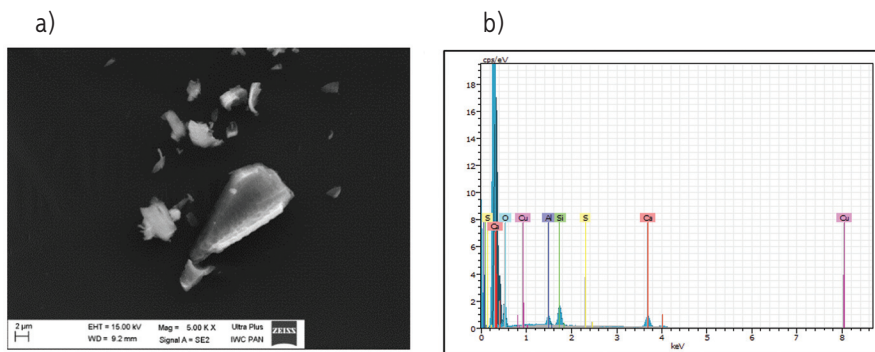 a)
b)
2 µm
EHT = 15.00 kV
Mag = 5.00 K X
Ultra Plus
WD = 9.2 mm
Signal A = SE2
IWC PAN
ZEISS
cps/eV
18
16
14
12
10
8
6
4
2
0
S O Cu Al Si S Ca Cu
Ca
0 1 2 3 4 5 6 7 8
keV